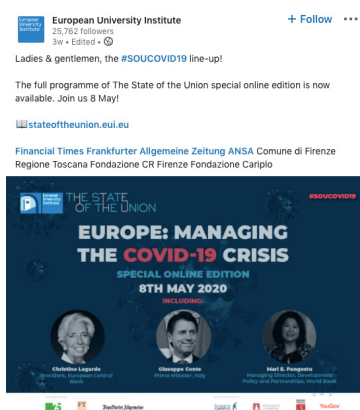 European University Institute
+ Follow
25,762 followers
3w • Edited •
Ladies & gentlemen, the #SOUCOVID19 line-up!
The full programme of The State of the Union special online edition is now
available. Join us 8 May!
📖stateoftheunion.eui.eu
Financial Times Frankfurter Allgemeine Zeitung ANSA Comune di Firenze
Regione Toscana Fondazione CR Firenze Fondazione Cariplo
European University Institute
THE STATE
OF THE UNION
#SOUCOVID19
EUROPE: MANAGING
THE COVID-19 CRISIS
SPECIAL ONLINE EDITION
8TH MAY 2020
INCLUDING:
Christine Lagarde
President, European Central
Bank
Giuseppe Conte
Prime Minister, Italy
Mari E. Pangestu
Managing Director, Development
Policy and Partnerships, World Bank
FT
Frankfurter Allgemeine
YouGov